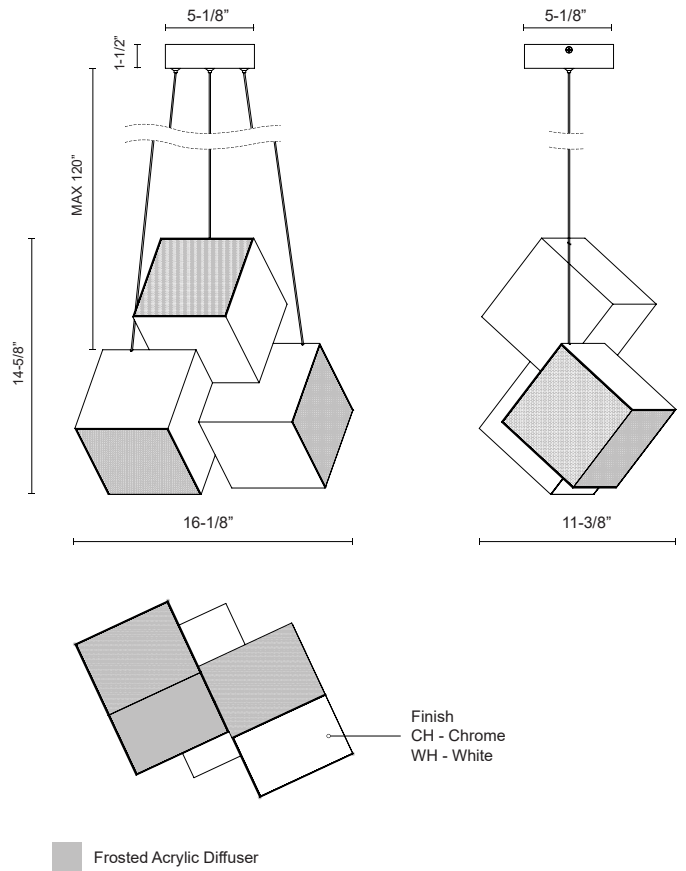 5-1/8”
5-1/8”
1-1/2”
MAX 120”
14-5/8”
16-1/8”
11-3/8”
Finish
CH - Chrome
WH - White
Frosted Acrylic Diffuser